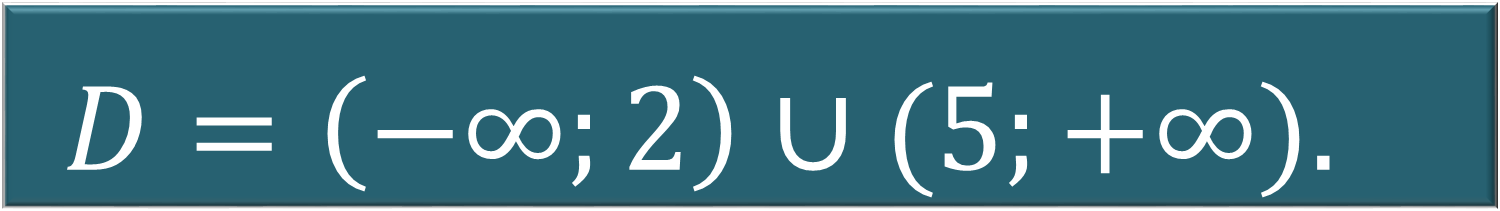 D = (−∞; 2) ∪ (5; +∞).